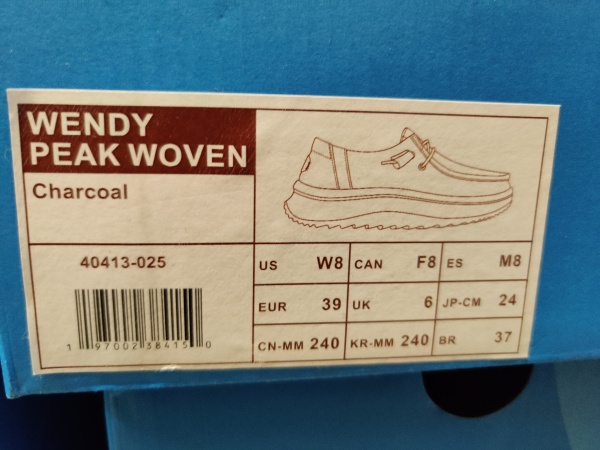 WENDY
PEAK WOVEN
Charcoal
40413-025
1 97002 38415 0
US W8 CAN F8 ES M8
EUR 39 UK 6 JP-CM 24
CN-MM 240 KR-MM 240 BR 37